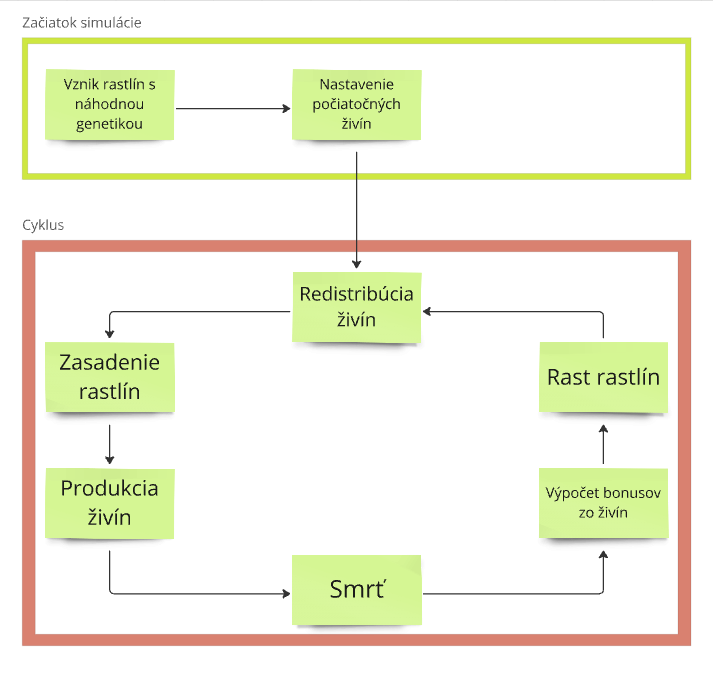 Začiatok simulácie
Vznik rastlín s
náhodnou
genetikou
Nastavenie
počiatočných
živín
Cyklus
Redistribúcia
živín
Zasadenie
rastlín
Rast rastlín
Produkcia
živín
Výpočet bonusov
zo živín
Smrť